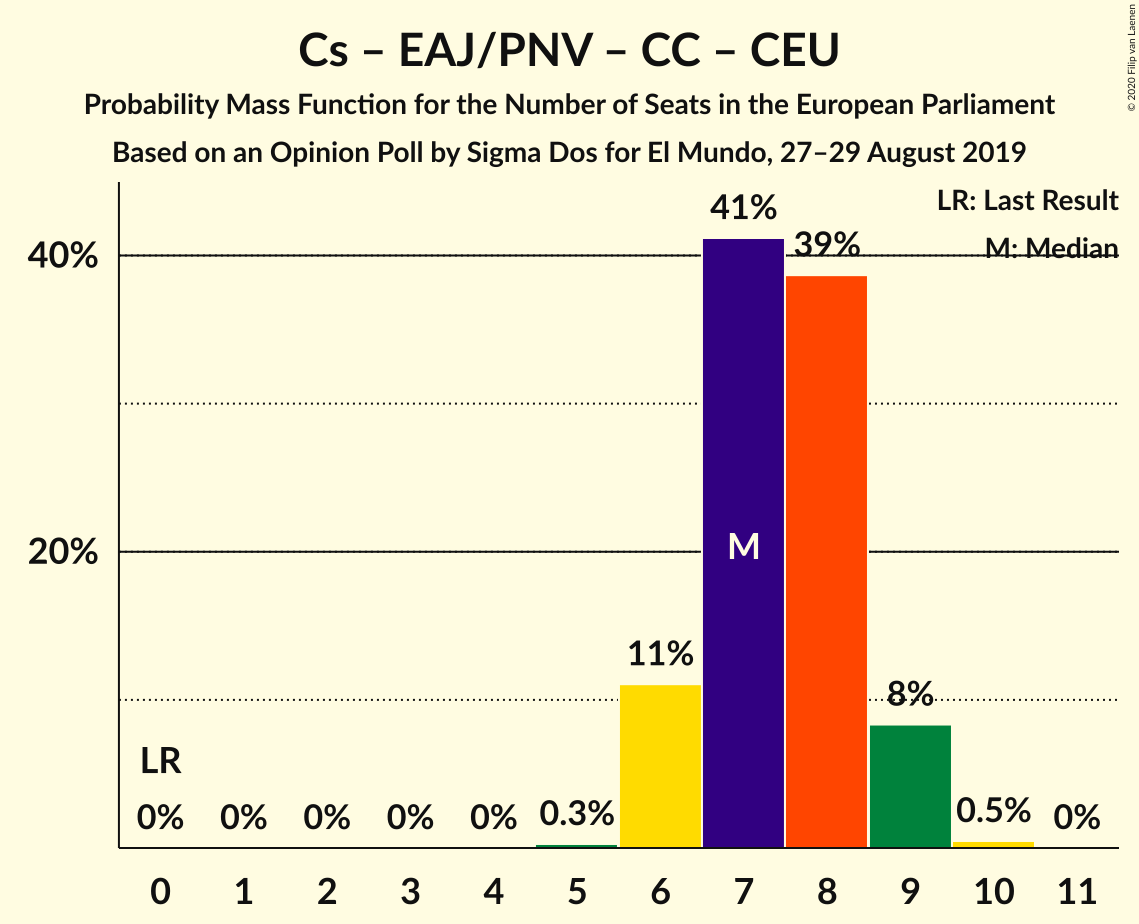 Cs – EAJ/PNV – CC – CEU
Probability Mass Function for the Number of Seats in the European Parliament
Based on an Opinion Poll by Sigma Dos for El Mundo, 27–29 August 2019
© 2020 Filip van Laenen
LR: Last Result
M: Median
40%
20%
LR
0%
0%
0%
0%
0%
0.3%
11%
41%
M
39%
8%
0.5%
0%
0 1 2 3 4 5 6 7 8 9 10 11